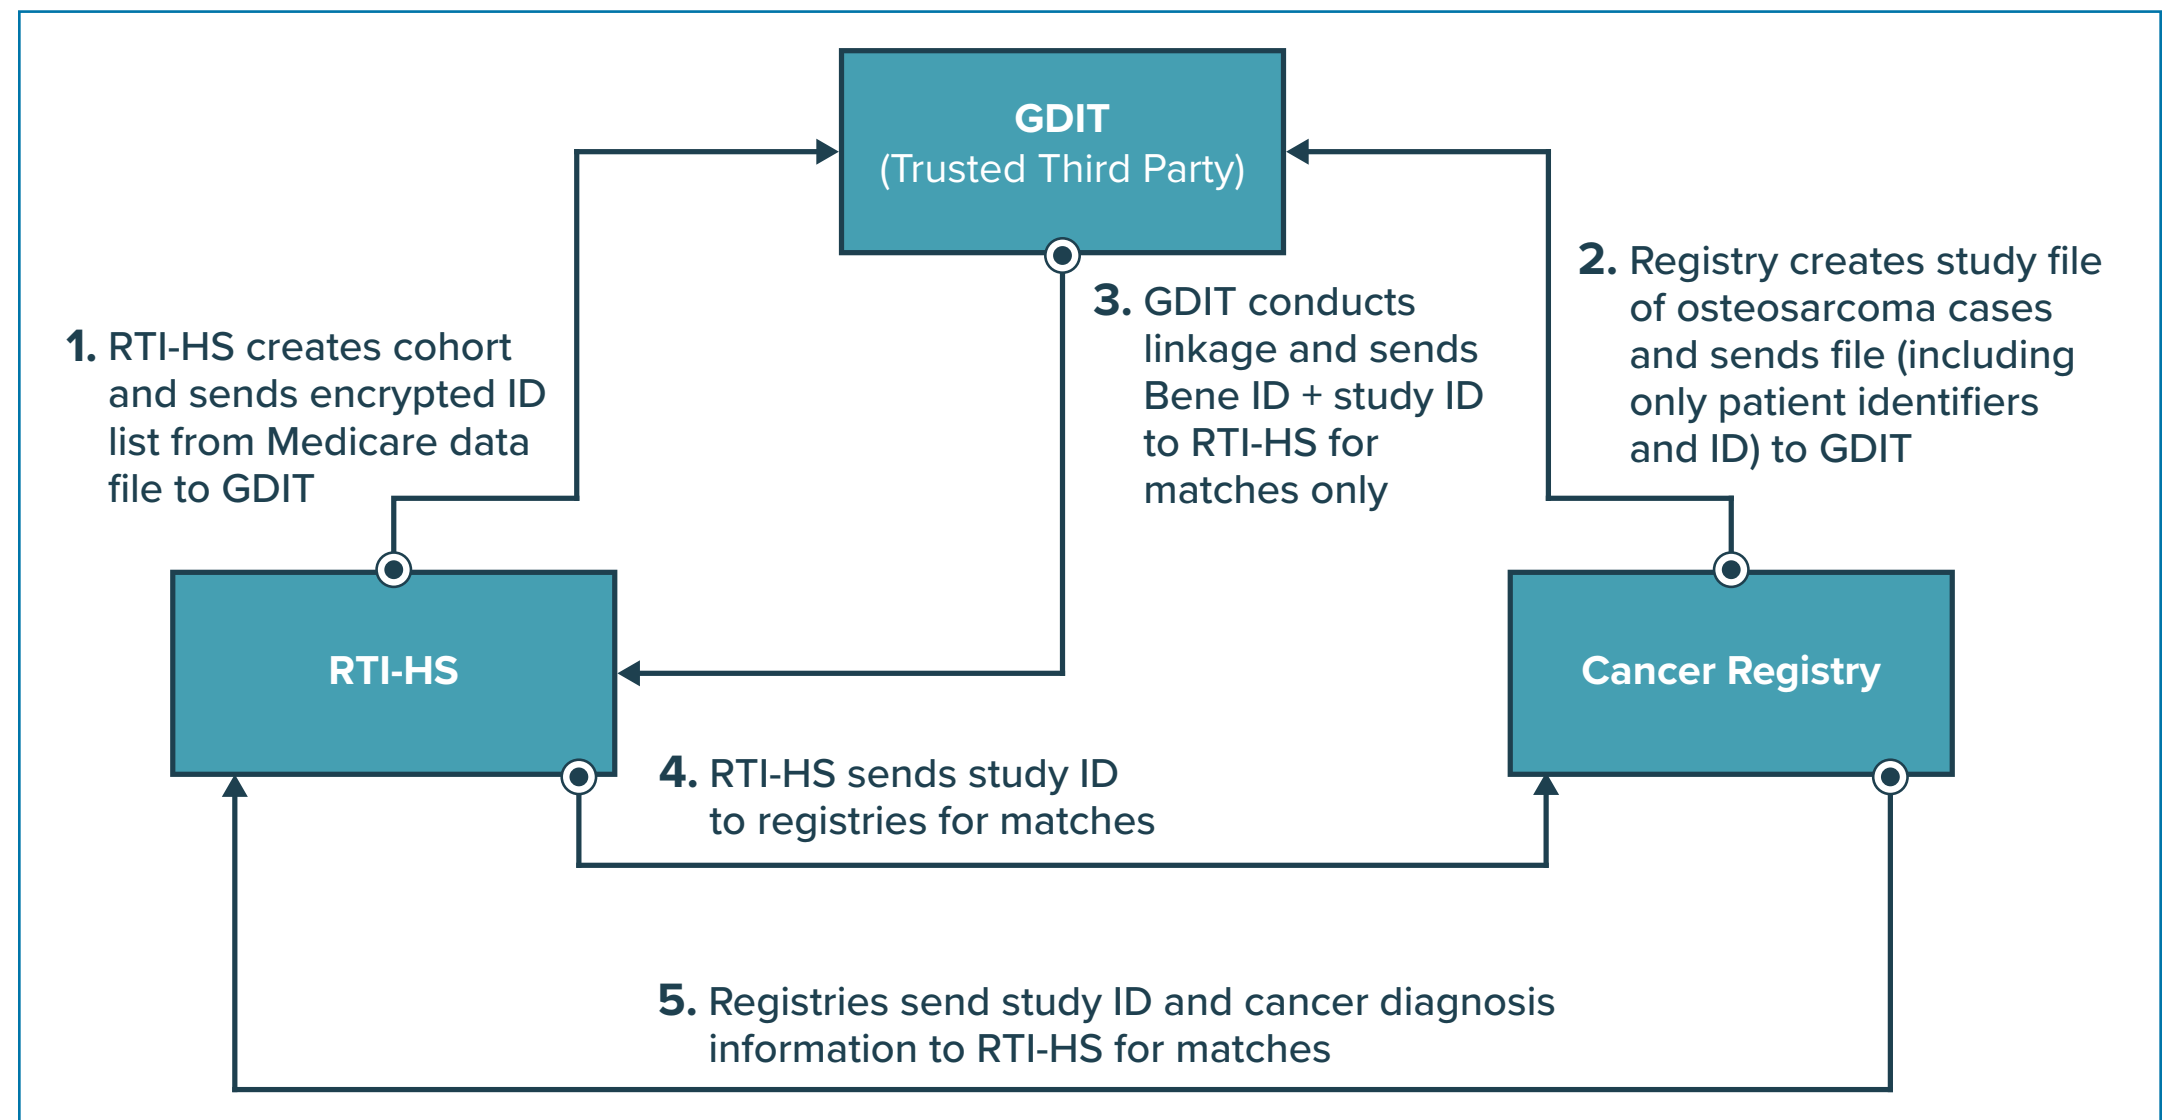 GDIT
(Trusted Third Party)
1. RTI-HS creates cohort
and sends encrypted ID
list from Medicare data
file to GDIT
2. Registry creates study file
of osteosarcoma cases
and sends file (including
only patient identifiers
and ID) to GDIT
3. GDIT conducts
linkage and sends
Bene ID + study ID
to RTI-HS for
matches only
RTI-HS
Cancer Registry
4. RTI-HS sends study ID
to registries for matches
5. Registries send study ID and cancer diagnosis
information to RTI-HS for matches